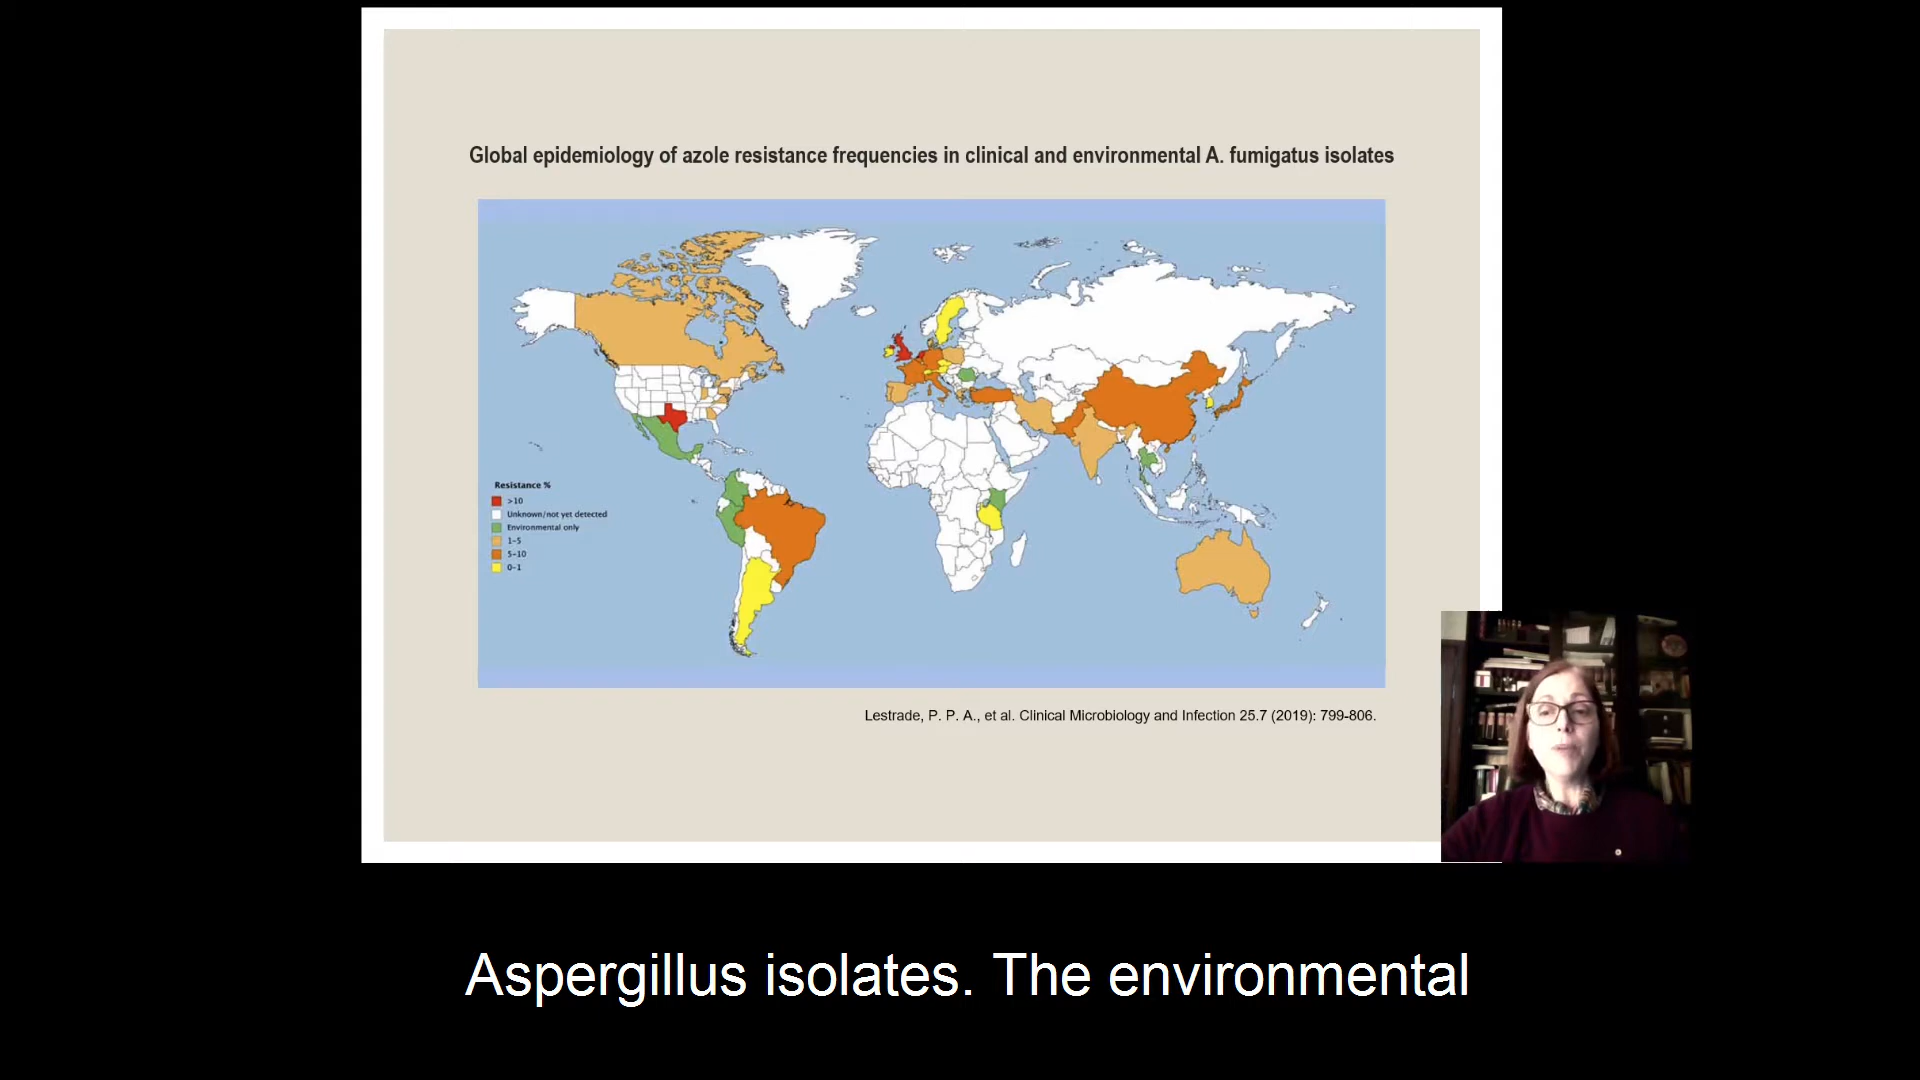 Global epidemiology of azole resistance frequencies in clinical and environmental A. fumigatus isolates
Resistance %
>10
Unknown/not yet detected
Environmental only
1-5
5-10
0-1
Lestrade, P. P. A., et al. Clinical Microbiology and Infection 25.7 (2019): 799-806.
Aspergillus isolates. The environmental